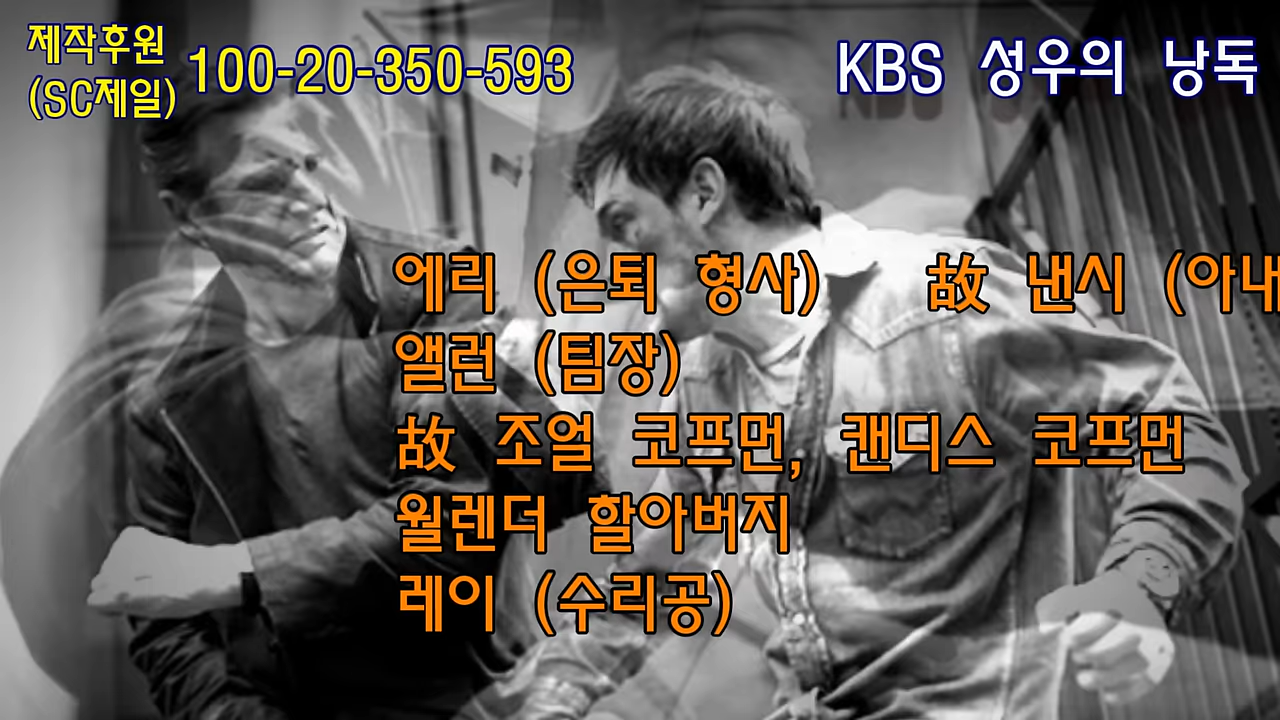 제작후원
(SC제일)
100-20-350-593
KBS 성우의 낭독
에리 (은퇴 형사) 故 낸시 (아내
앨런 (팀장)
故 조얼 코프먼, 캔디스 코프먼
월렌더 할아버지
레이 (수리공)